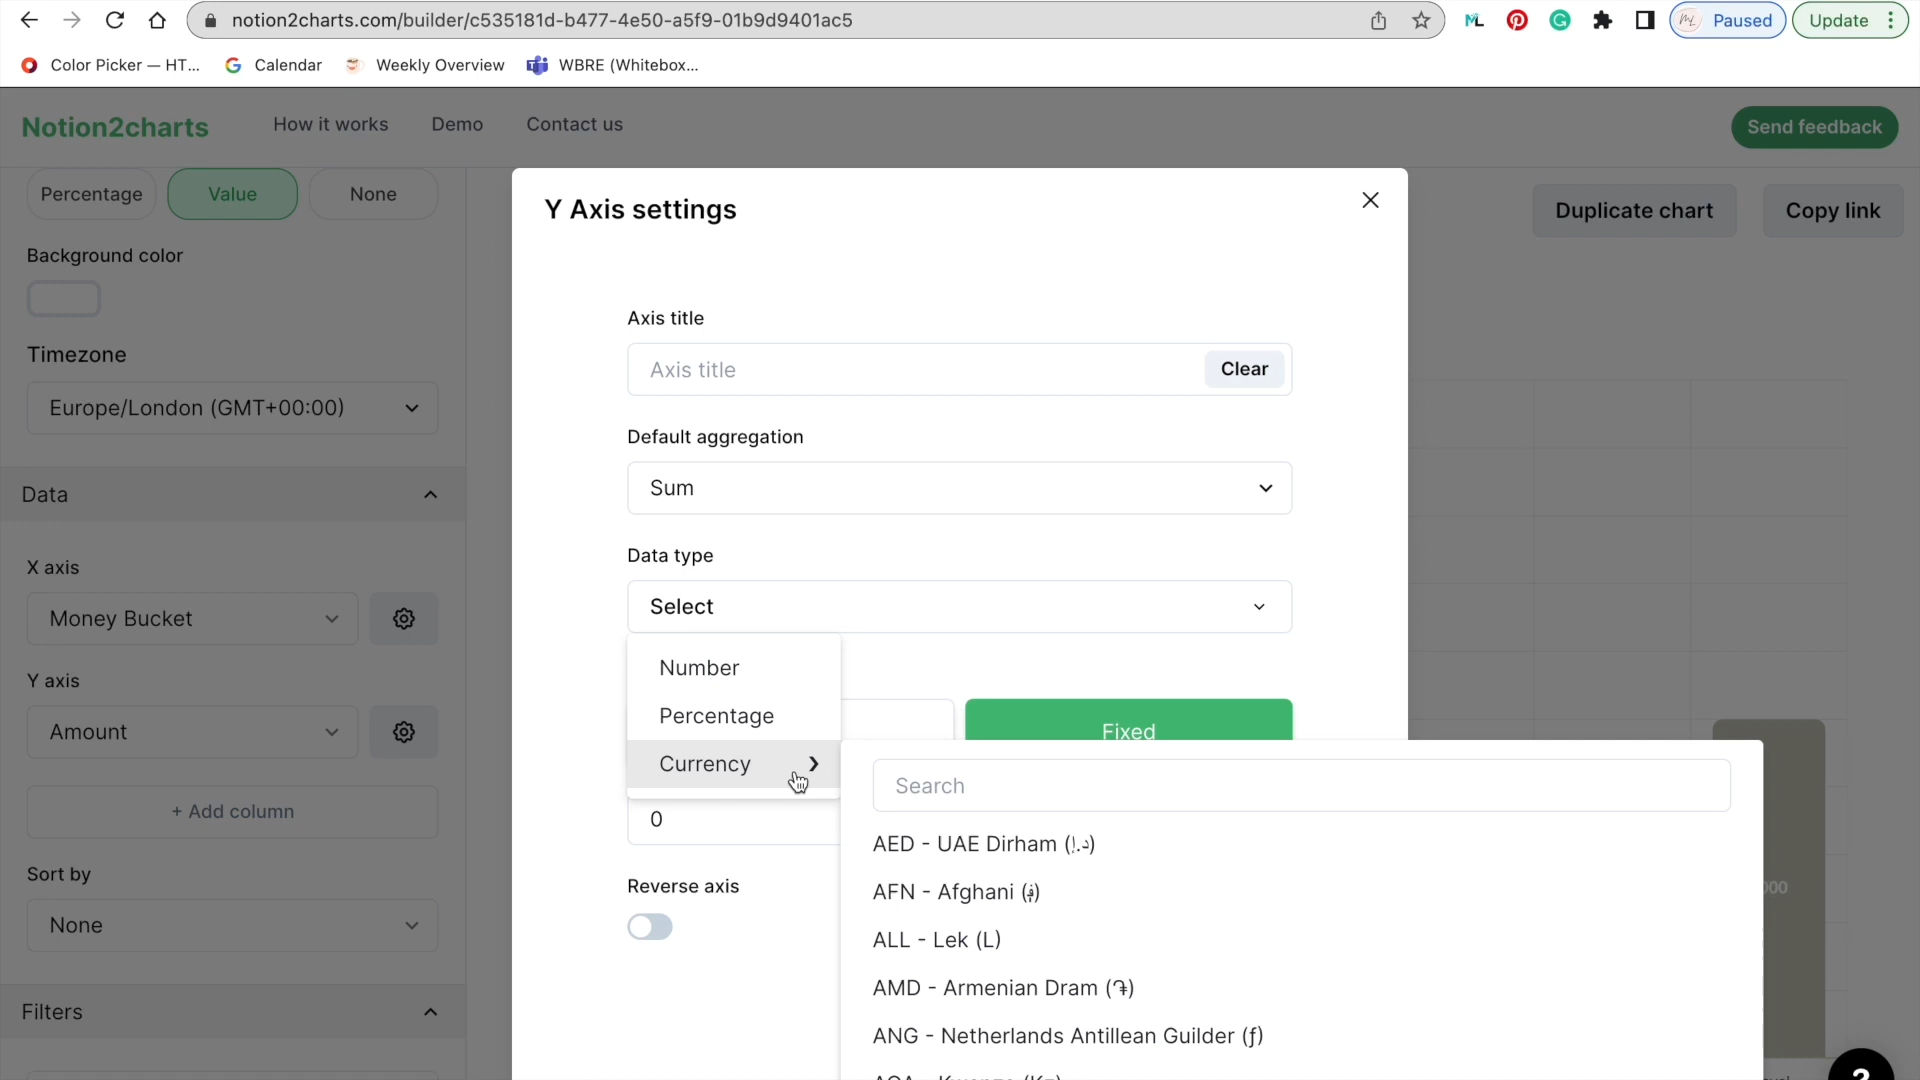 notion2charts.com/builder/c535181d-b477-4e50-a5f9-01b9d9401ac5
Paused
Update
Color Picker — HT...
Calendar
Weekly Overview
WBRE (Whitebox...
Notion2charts
How it works
Demo
Contact us
Send feedback
Percentage
Value
None
Duplicate chart
Copy link
Background color
Timezone
Europe/London (GMT+00:00)
Data
X axis
Money Bucket
Y axis
Amount
+ Add column
Sort by
None
Filters
Y Axis settings
Axis title
Axis title
Clear
Default aggregation
Sum
Data type
Select
Number
Percentage
Currency
Fixed
0
Reverse axis
Search
AED - UAE Dirham (د.إ)
AFN - Afghani (؋)
ALL - Lek (L)
AMD - Armenian Dram (֏)
ANG - Netherlands Antillean Guilder (ƒ)
000
?